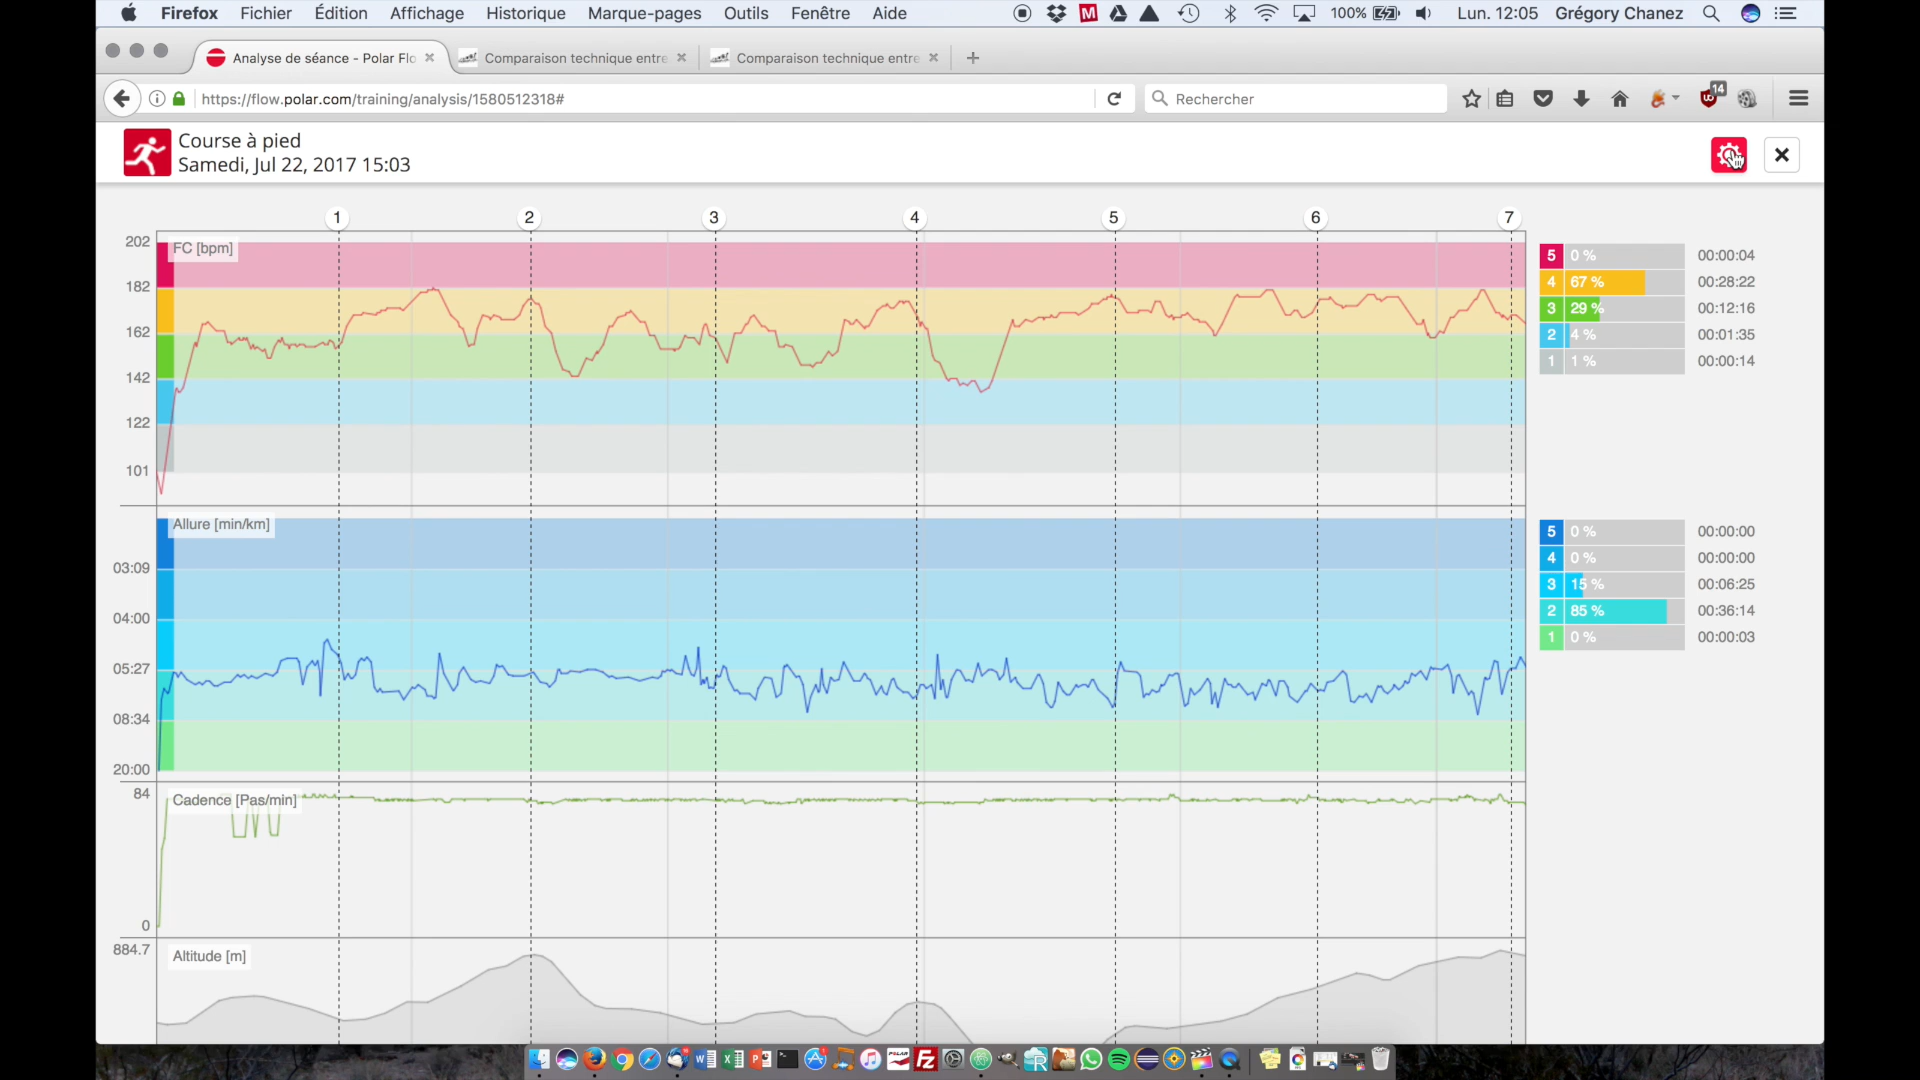 Firefox Fichier Édition Affichage Historique Marque-pages Outils Fenêtre Aide 100% Lun. 12:05 Grégory Chanez
Analyse de séance - Polar Flo Comparaison technique entre Comparaison technique entre
https://flow.polar.com/training/analysis/1580512318# Rechercher 14
Course à pied
Samedi, Jul 22, 2017 15:03
1 2 3 4 5 6 7
FC [bpm]
202
182
162
142
122
101
5 0 % 00:00:04
4 67 % 00:28:22
3 29 % 00:12:16
2 4 % 00:01:35
1 1 % 00:00:14
Allure [min/km]
03:09
04:00
05:27
08:34
20:00
5 0 % 00:00:00
4 0 % 00:00:00
3 15 % 00:06:25
2 85 % 00:36:14
1 0 % 00:00:03
84
Cadence [Pas/min]
0
884.7
Altitude [m]
POLAR